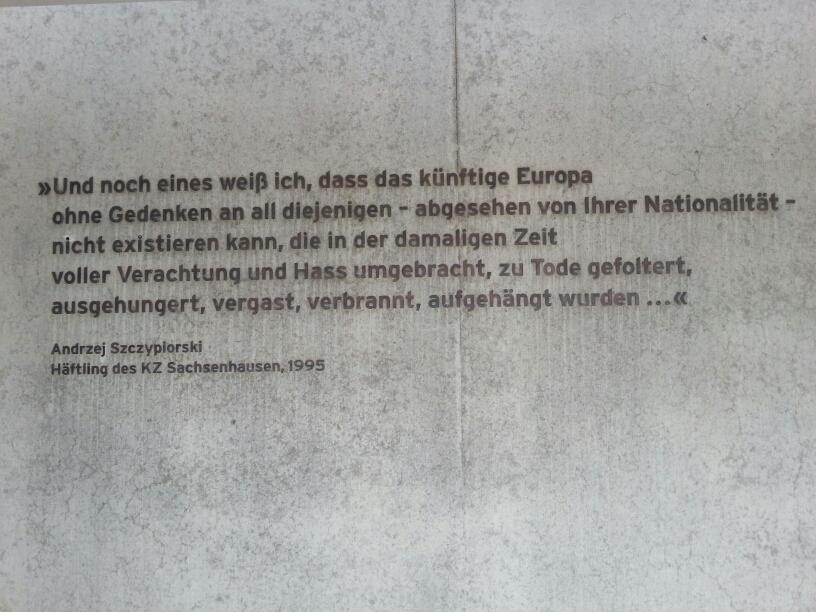 »Und noch eines weiß ich, dass das künftige Europa
ohne Gedenken an all diejenigen - abgesehen von Ihrer Nationalität -
nicht existieren kann, die in der damaligen Zeit
voller Verachtung und Hass umgebracht, zu Tode gefoltert,
ausgehungert, vergast, verbrannt, aufgehängt wurden ...«
Andrzej Szczypiorski
Häftling des KZ Sachsenhausen, 1995